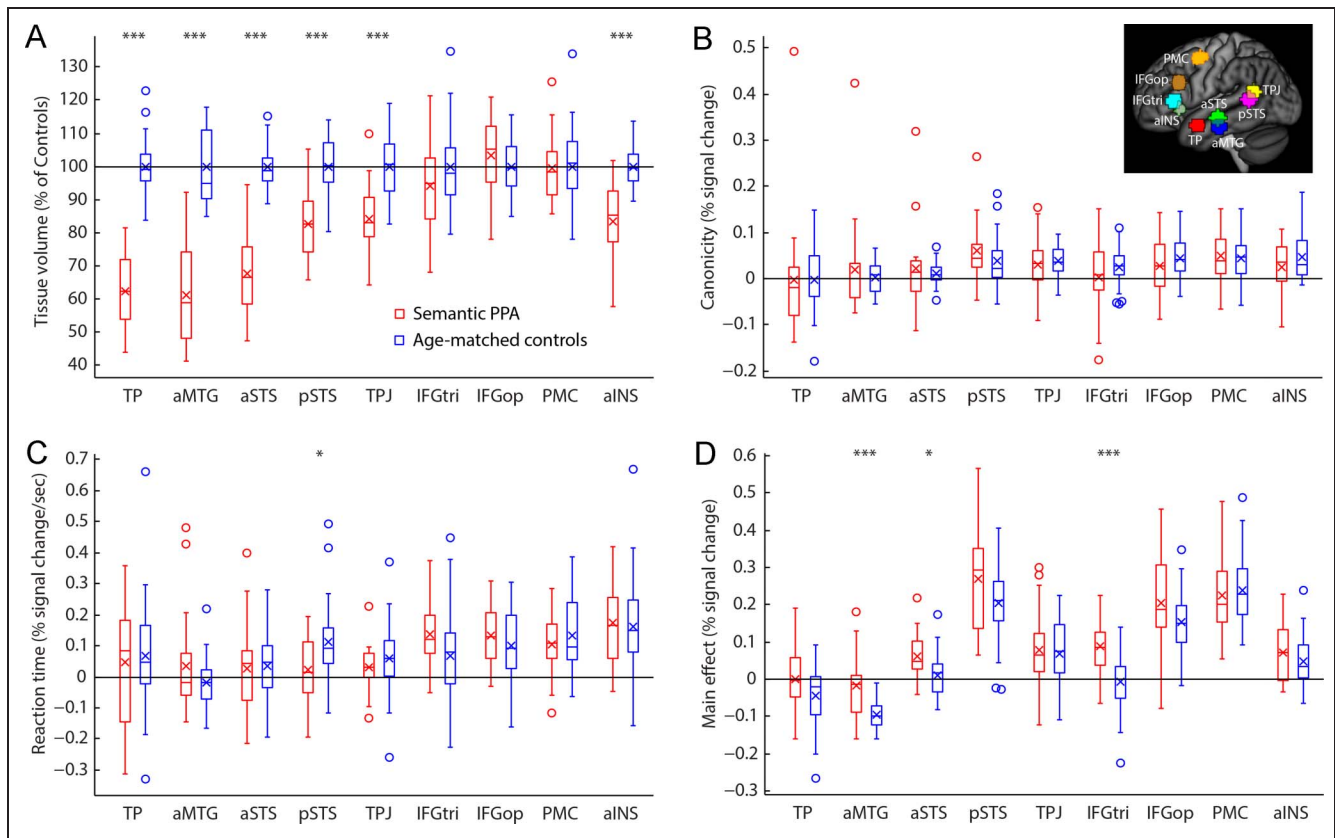 A
*** *** *** *** *** ***
Tissue volume (% of Controls)
130
120
110
100
90
80
70
60
50
40
Semantic PPA
Age-matched controls
TP aMTG aSTS pSTS TPJ IFGtri IFGop PMC aINS
B
Canonicity (% signal change)
0.5
0.4
0.3
0.2
0.1
0
−0.1
−0.2
PMC
IFGop
IFGtri
aINS
aSTS
TPJ
pSTS
TP
aMTG
TP aMTG aSTS pSTS TPJ IFGtri IFGop PMC aINS
C
*
Reaction time (% signal change/sec)
0.7
0.6
0.5
0.4
0.3
0.2
0.1
0
−0.1
−0.2
−0.3
TP aMTG aSTS pSTS TPJ IFGtri IFGop PMC aINS
D
*** * ***
Main effect (% signal change)
0.6
0.5
0.4
0.3
0.2
0.1
0
−0.1
−0.2
−0.3
TP aMTG aSTS pSTS TPJ IFGtri IFGop PMC aINS